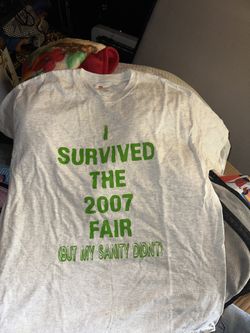 I
SURVIVED
THE
2007
FAIR
(BUT MY SANITY DIDN'T)